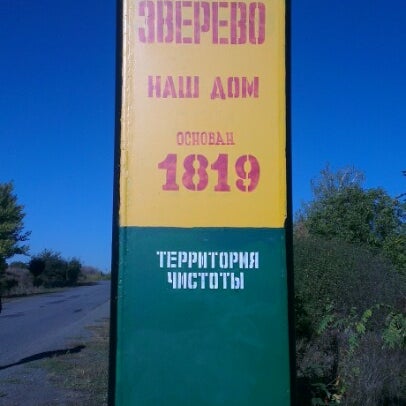 ЗВЕРЕВО
НАШ ДОМ
ОСНОВАН
1819
ТЕРРИТОРИЯ
ЧИСТОТЫ